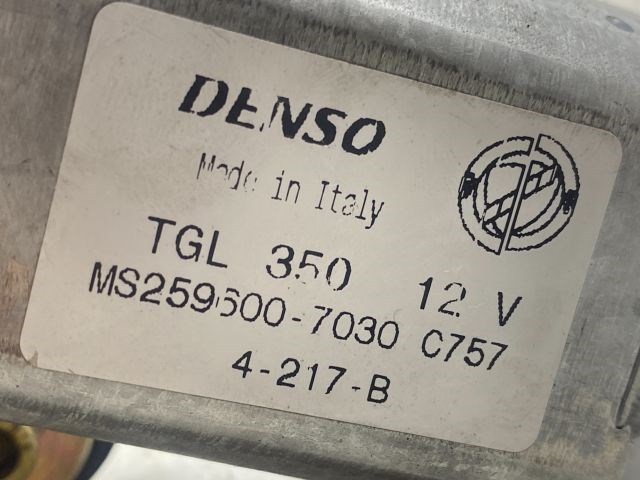 DENSO
Made in Italy
TGL 350 12 V
MS259600-7030 C757
4-217-B